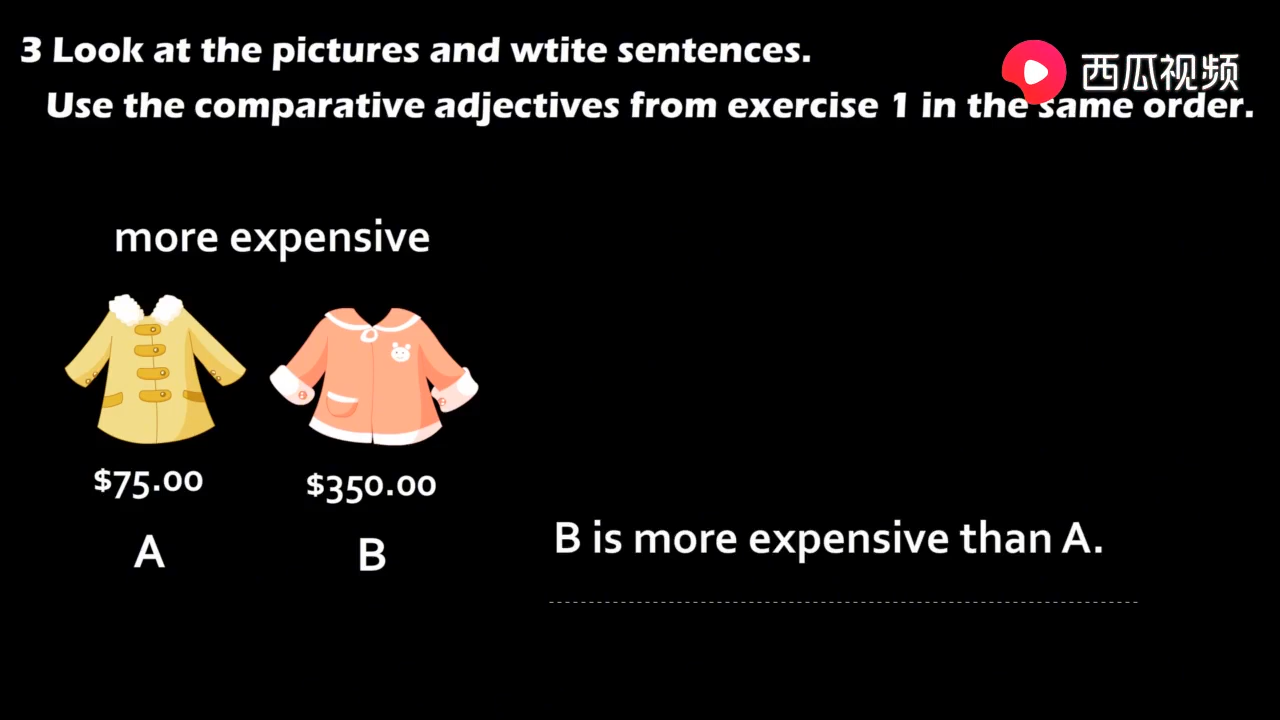 3 Look at the pictures and wtite sentences.
西瓜视频
Use the comparative adjectives from exercise 1 in the same order.
more expensive
$75.00 $350.00
A B
B is more expensive than A.